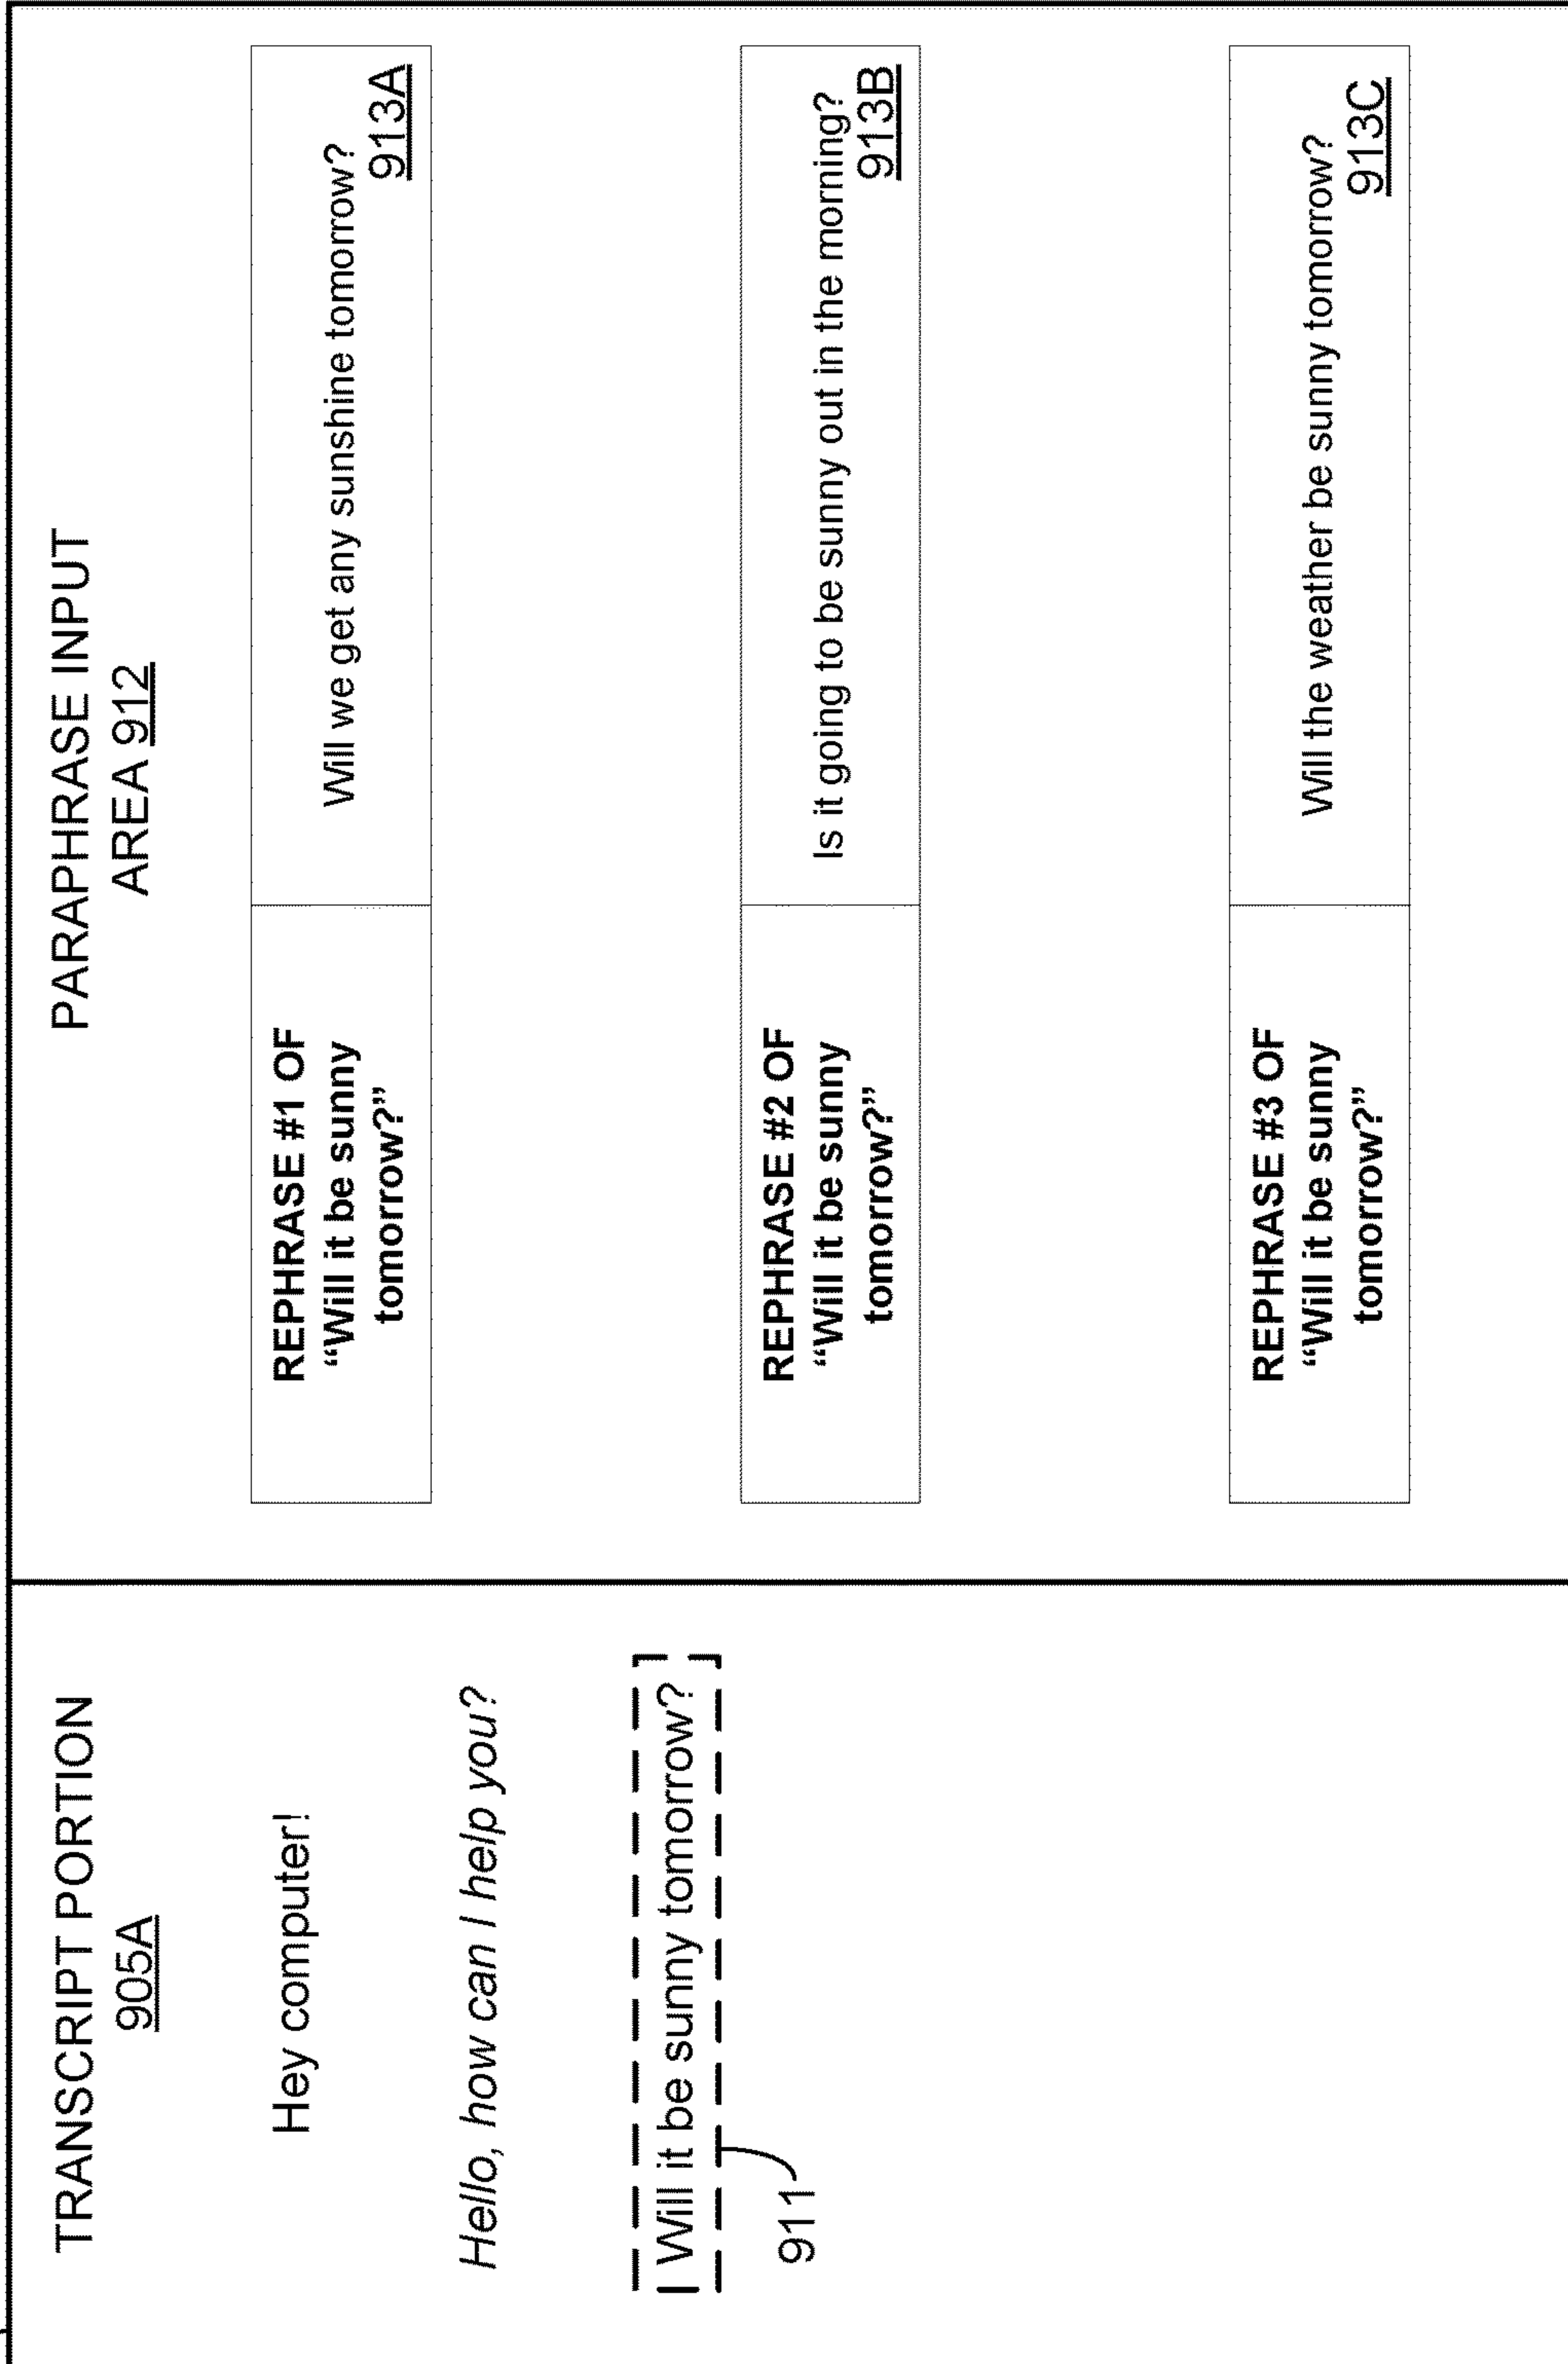 TRANSCRIPT PORTION
905A
Hey computer!
Hello, how can I help you?
Will it be sunny tomorrow?
911
PARAPHRASE INPUT
AREA 912
REPHRASE #1 OF
“Will it be sunny
tomorrow?”
Will we get any sunshine tomorrow?
913A
REPHRASE #2 OF
“Will it be sunny
tomorrow?”
Is it going to be sunny out in the morning?
913B
REPHRASE #3 OF
“Will it be sunny
tomorrow?”
Will the weather be sunny tomorrow?
913C